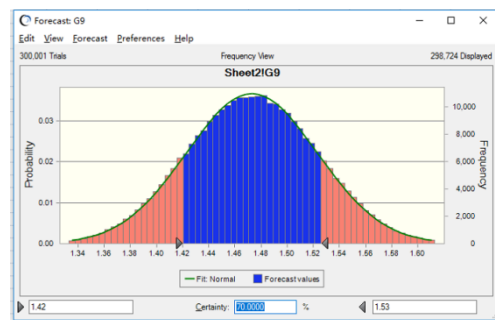 Forecast: G9
Edit View Forecast Preferences Help
300,001 Trials Frequency View 298,724 Displayed
Sheet2!G9
Probability
0.03
0.02
0.01
0.00
10,000
8,000
6,000
4,000
2,000
0
Frequency
1.34 1.36 1.38 1.40 1.42 1.44 1.46 1.48 1.50 1.52 1.54 1.56 1.58 1.60
Fit: Normal Forecast values
1.42 Certainty: 70.0000 % 1.53